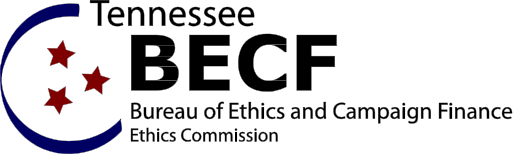 Tennessee
BECF
Bureau of Ethics and Campaign Finance
Ethics Commission